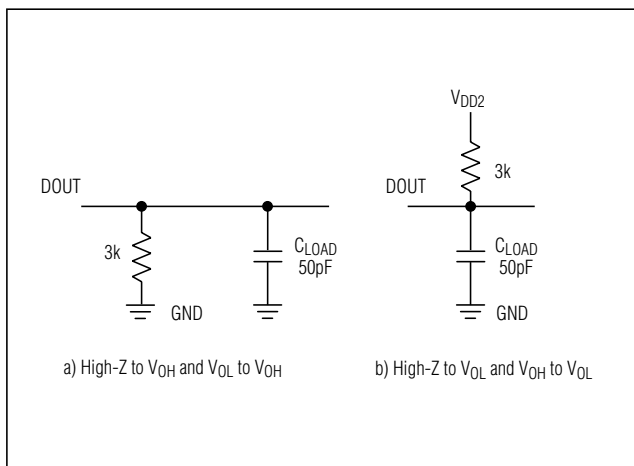 DOUT
3k
GND
CLOAD
50pF
a) High-Z to VOH and VOL to VOH
VDD2
3k
DOUT
CLOAD
50pF
GND
b) High-Z to VOL and VOH to VOL